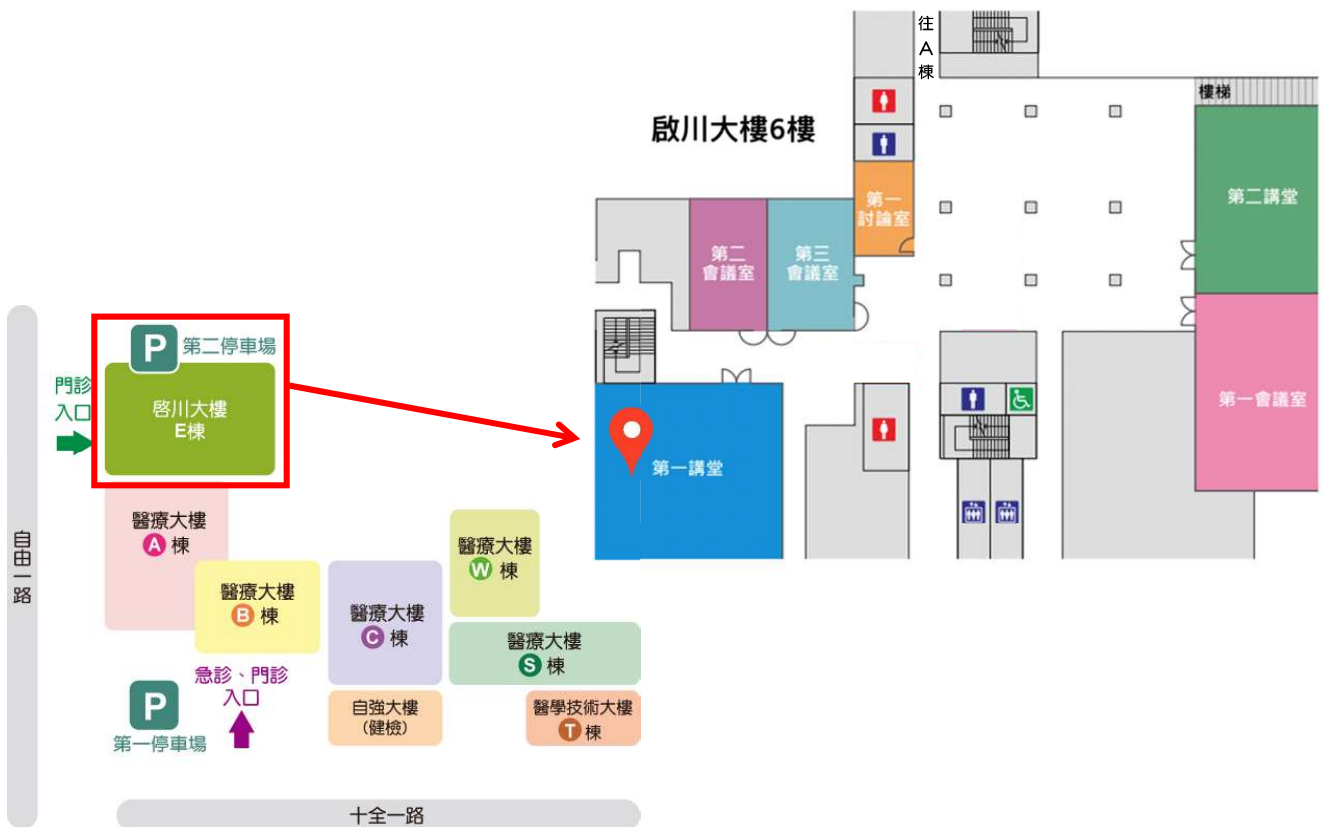 往
A
棟
樓梯
啟川大樓6樓
第一
討論室
第二講堂
第二
會議室
第三
會議室
P
第二停車場
門診
入口
啓川大樓
E棟
第一會議室
第一講堂
自由一路
醫療大樓
A 棟
醫療大樓
W 棟
醫療大樓
B 棟
醫療大樓
C 棟
醫療大樓
S 棟
急診、門診
入口
P
第一停車場
自強大樓
(健檢)
醫學技術大樓
T 棟
十全一路